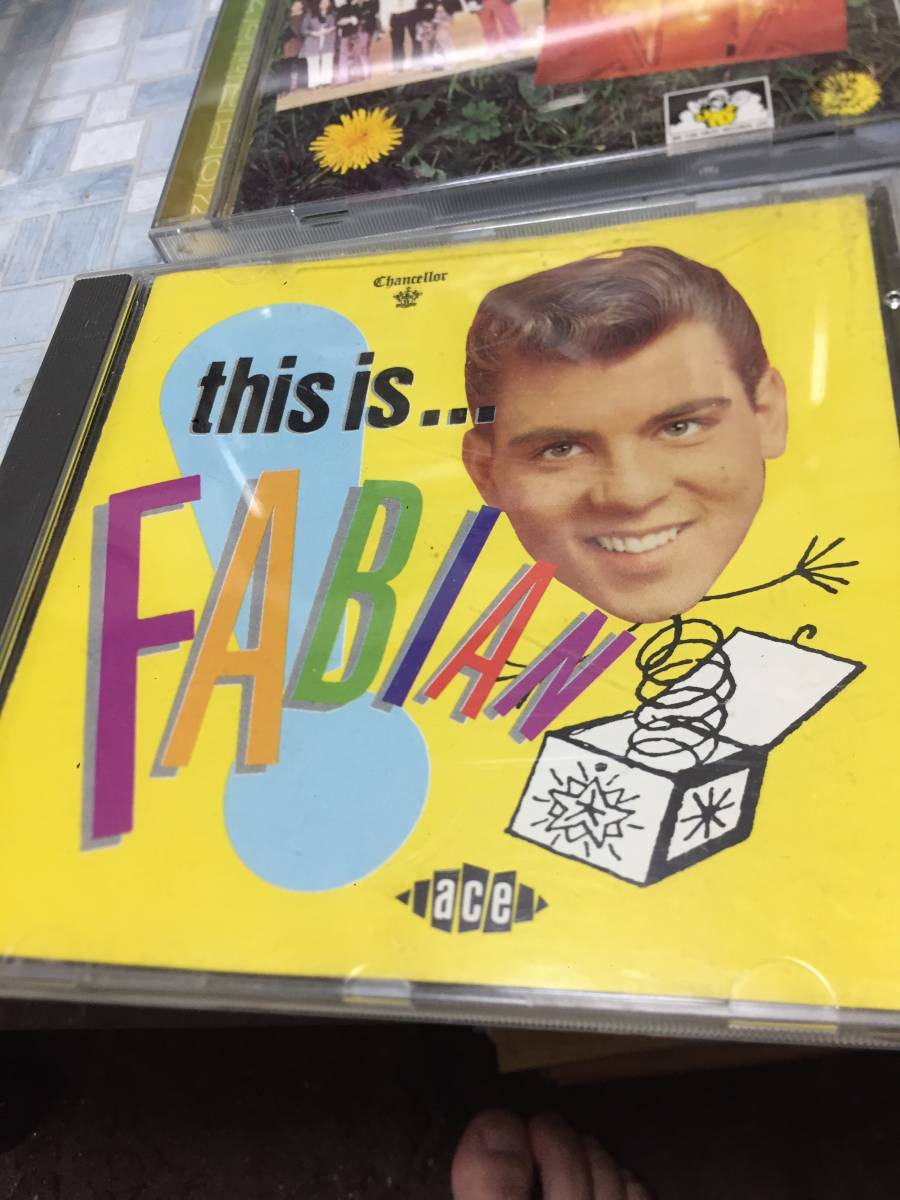 Chancellor
this is...
FABIAN
ace